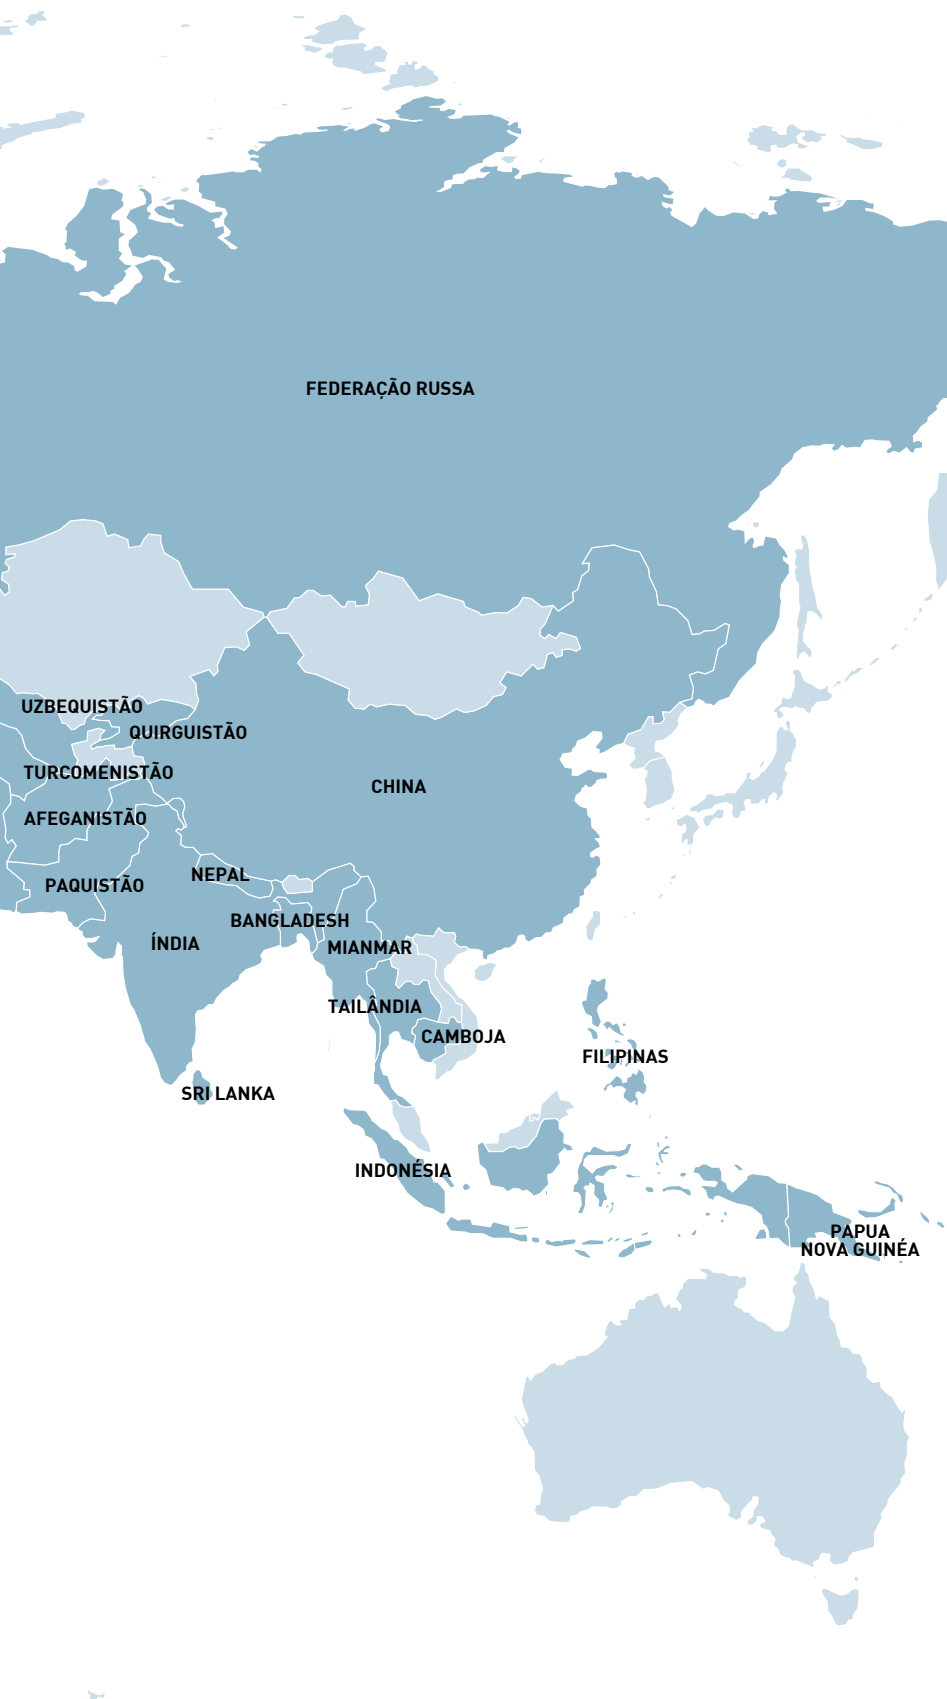 FEDERAÇÃO RUSSA
UZBEQUISTÃO
QUIRGUISTÃO
TURCOMENISTÃO
CHINA
AFEGANISTÃO
NEPAL
PAQUISTÃO
BANGLADESH
ÍNDIA
MIANMAR
TAILÂNDIA
CAMBOJA
FILIPINAS
SRI LANKA
INDONÉSIA
PAPUA
NOVA GUINÉA